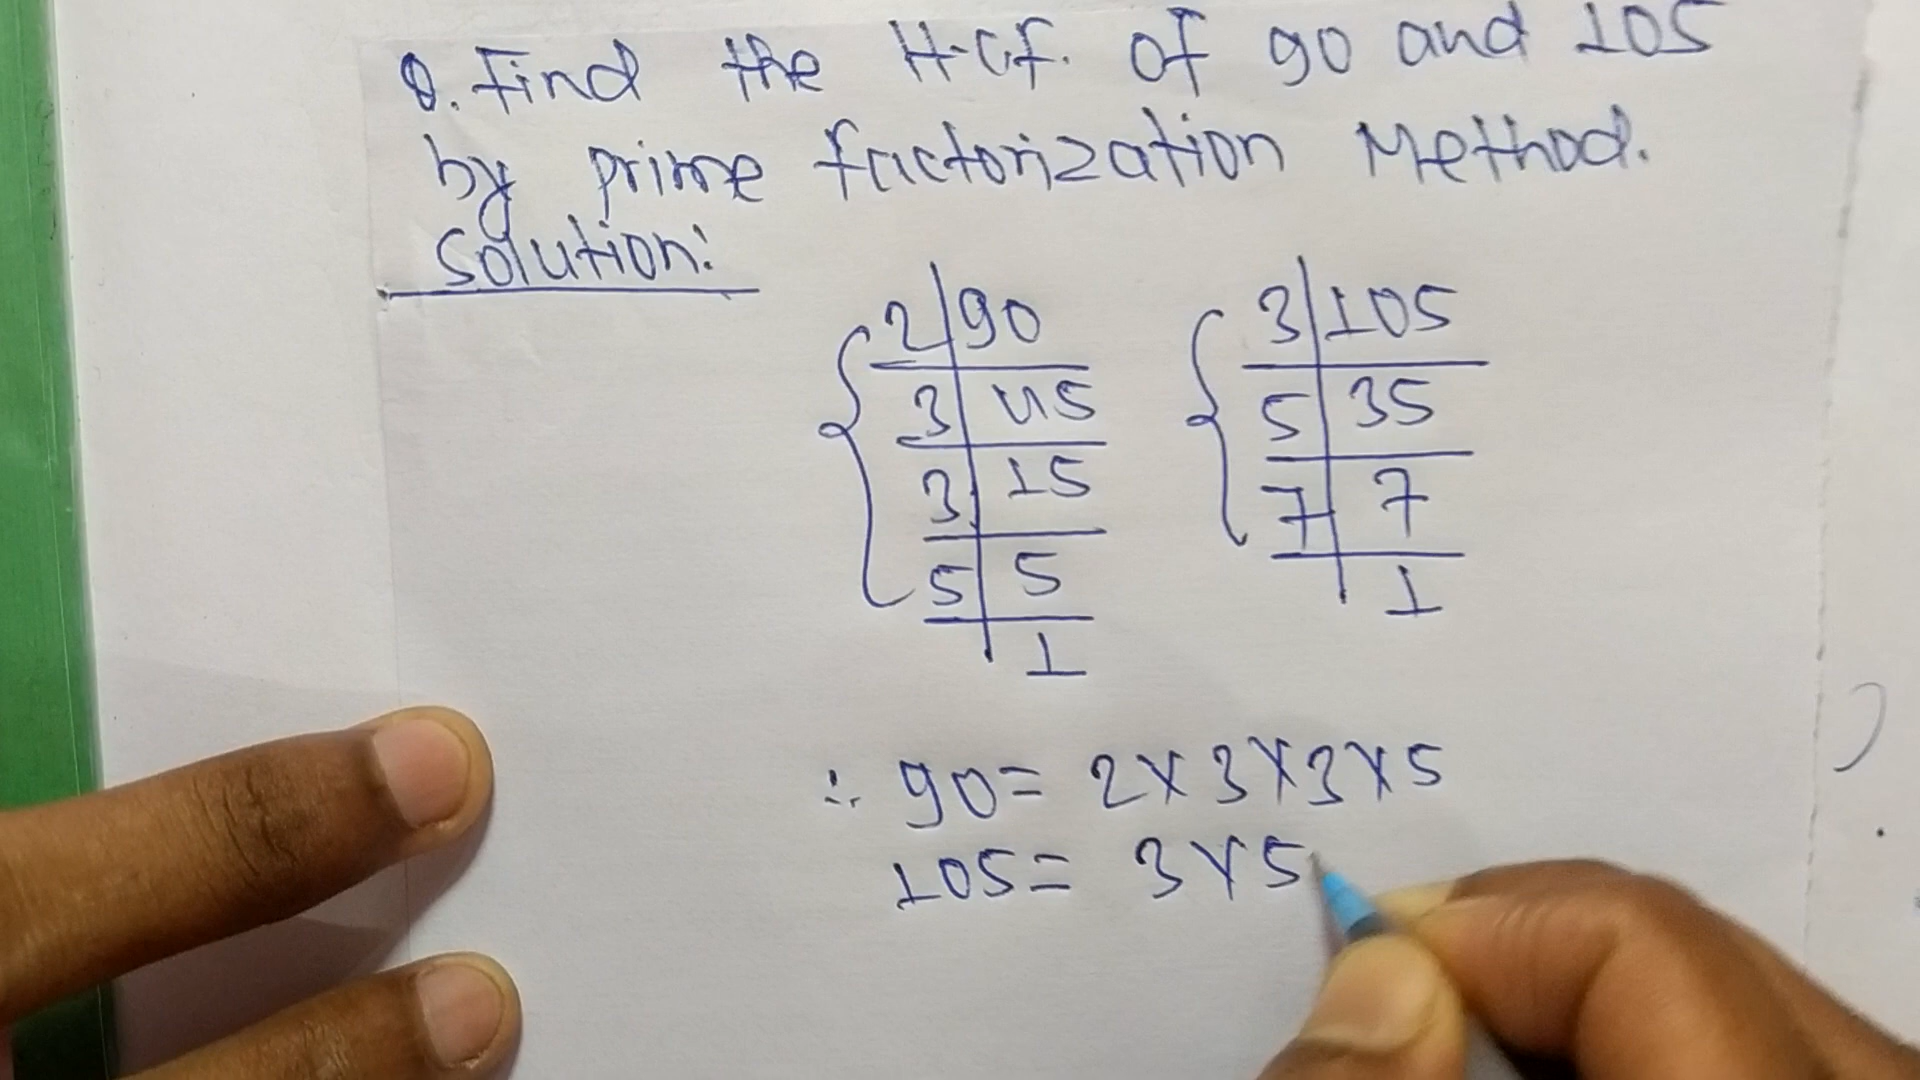 Q. Find the H.C.F. of 90 and 105
by prime factorization Method.
Solution:
2 90
3 45
3 15
5 5
1
3 105
5 35
7 7
1
∴ 90 = 2 × 3 × 3 × 5
105 = 3 × 5